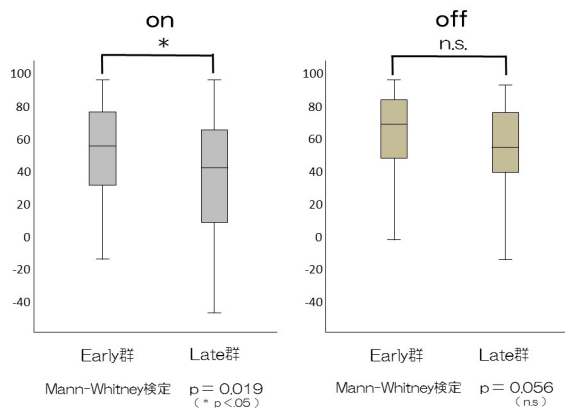 on
*
100
80
60
40
20
0
-20
-40
Early群 Late群
Mann-Whitney検定 p＝0.019
（* p＜.05）
off
n.s.
100
80
60
40
20
0
-20
-40
Early群 Late群
Mann-Whitney検定 p＝0.056
（n.s）